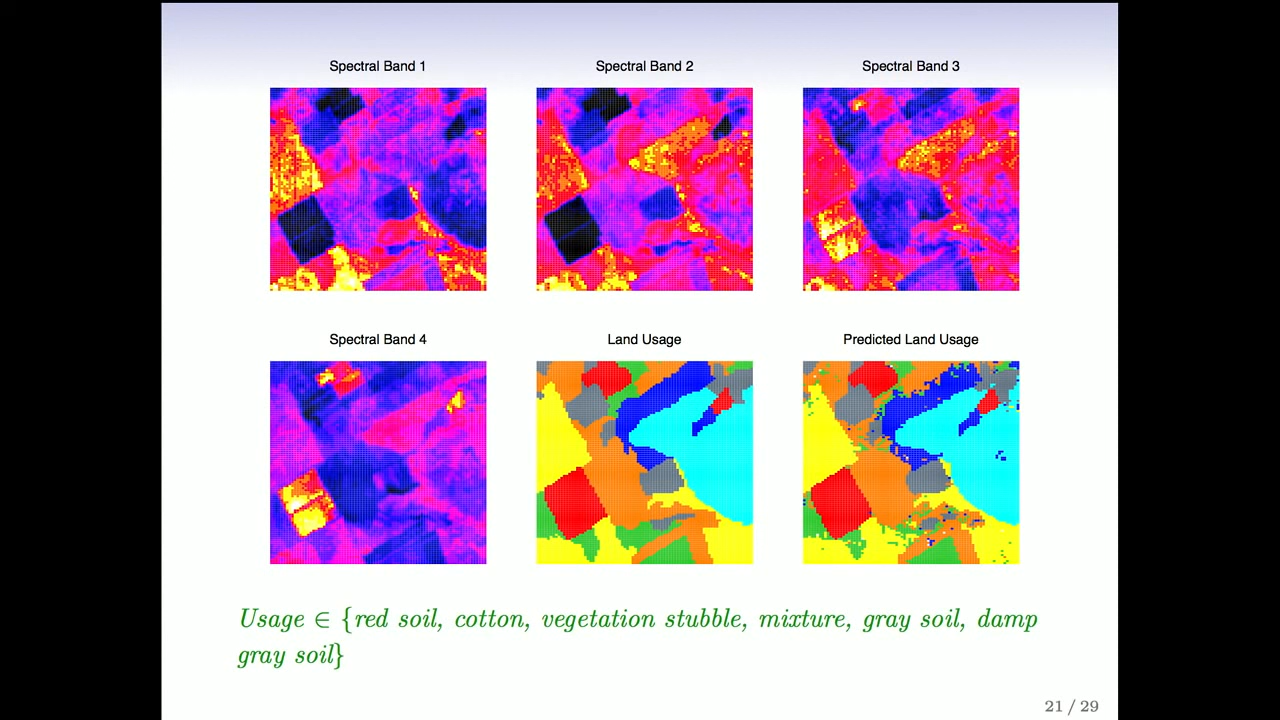 Spectral Band 1
Spectral Band 2
Spectral Band 3
Spectral Band 4
Land Usage
Predicted Land Usage
Usage ∈ {red soil, cotton, vegetation stubble, mixture, gray soil, damp
gray soil}
21 / 29